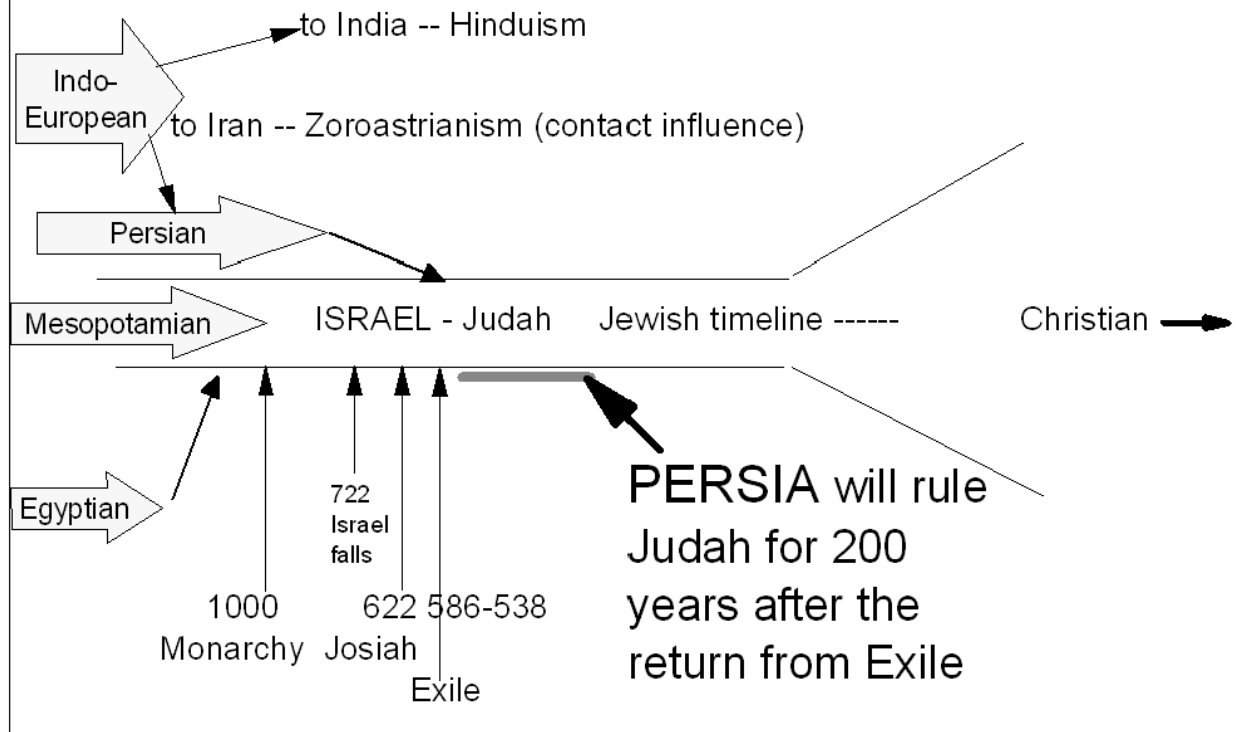 to India -- Hinduism
Indo-
European
to Iran -- Zoroastrianism (contact influence)
Persian
Mesopotamian
ISRAEL - Judah
Jewish timeline ------
Christian
Egyptian
722
Israel
falls
1000
Monarchy
622
Josiah
586-538
Exile
PERSIA will rule
Judah for 200
years after the
return from Exile